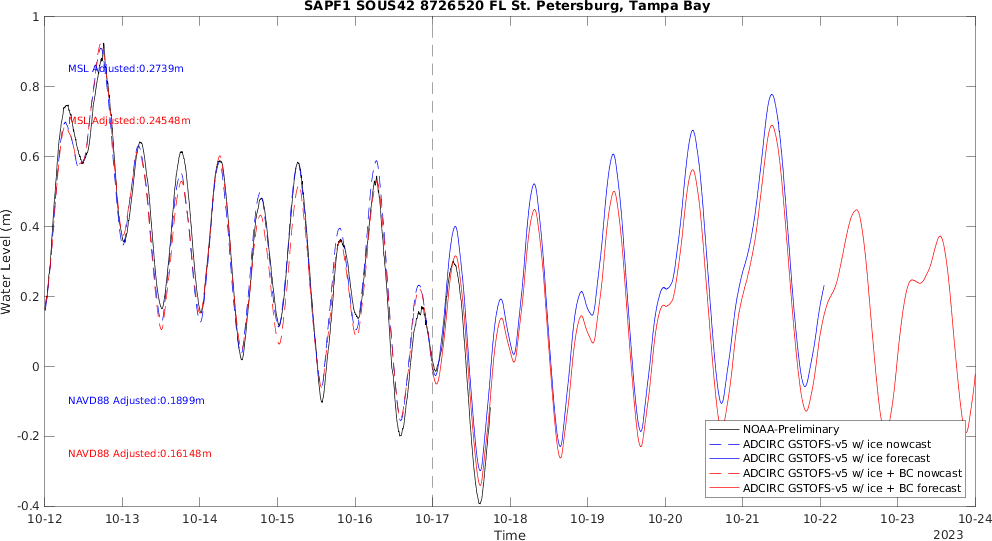 SAPF1 SOUS42 8726520 FL St. Petersburg, Tampa Bay
1
0.8
0.6
0.4
0.2
0
-0.2
-0.4
Water Level (m)
MSL Adjusted:0.2739m
MSL Adjusted:0.24548m
NAVD88 Adjusted:0.1899m
NAVD88 Adjusted:0.16148m
NOAA-Preliminary
ADCIRC GSTOFS-v5 w/ ice nowcast
ADCIRC GSTOFS-v5 w/ ice forecast
ADCIRC GSTOFS-v5 w/ ice + BC nowcast
ADCIRC GSTOFS-v5 w/ ice + BC forecast
10-12 10-13 10-14 10-15 10-16 10-17 10-18 10-19 10-20 10-21 10-22 10-23 10-24
Time
2023